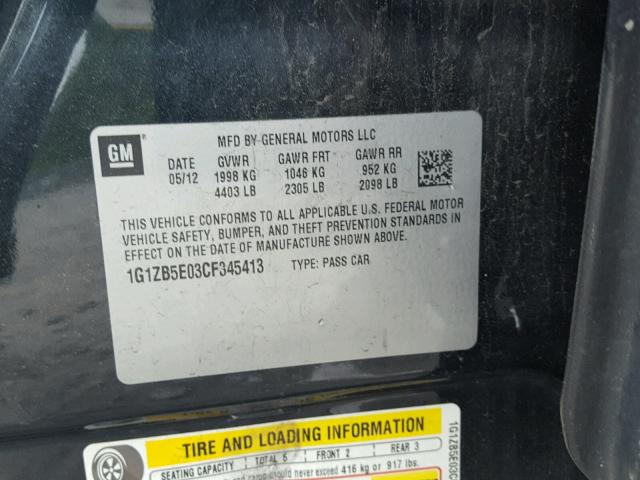 GM
MFD BY GENERAL MOTORS LLC
DATE GVWR GAWR FRT GAWR RR
05/12 1998 KG 1046 KG 952 KG
4403 LB 2305 LB 2098 LB
THIS VEHICLE CONFORMS TO ALL APPLICABLE U.S. FEDERAL MOTOR
VEHICLE SAFETY, BUMPER, AND THEFT PREVENTION STANDARDS IN
EFFECT ON THE DATE OF MANUFACTURE SHOWN ABOVE.
1G1ZB5E03CF345413 TYPE: PASS CAR
TIRE AND LOADING INFORMATION
SEATING CAPACITY TOTAL 5 FRONT 2 REAR 3
should never exceed 416 kg or 917 lbs.
1G1ZB5E03C